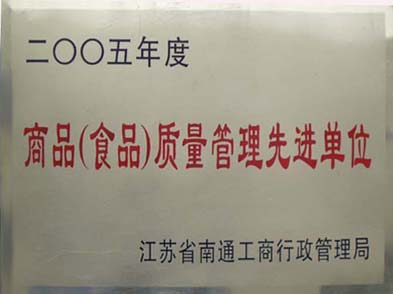 二〇〇五年度
商品(食品)质量管理先进单位
江苏省南通工商行政管理局